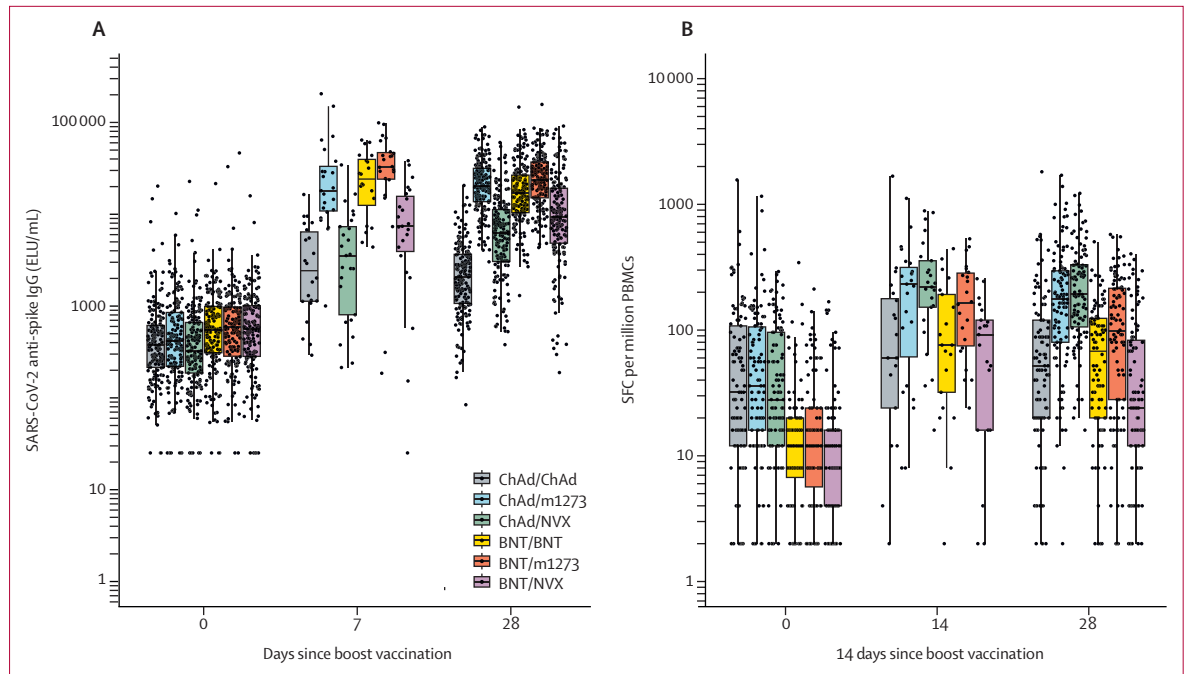 A
SARS-CoV-2 anti-spike IgG (ELU/mL)
100 000
1000
10
1
0
7
28
Days since boost vaccination
ChAd/ChAd
ChAd/m1273
ChAd/NVX
BNT/BNT
BNT/m1273
BNT/NVX
B
SFC per million PBMCs
10 000
1000
100
10
1
0
14
28
14 days since boost vaccination